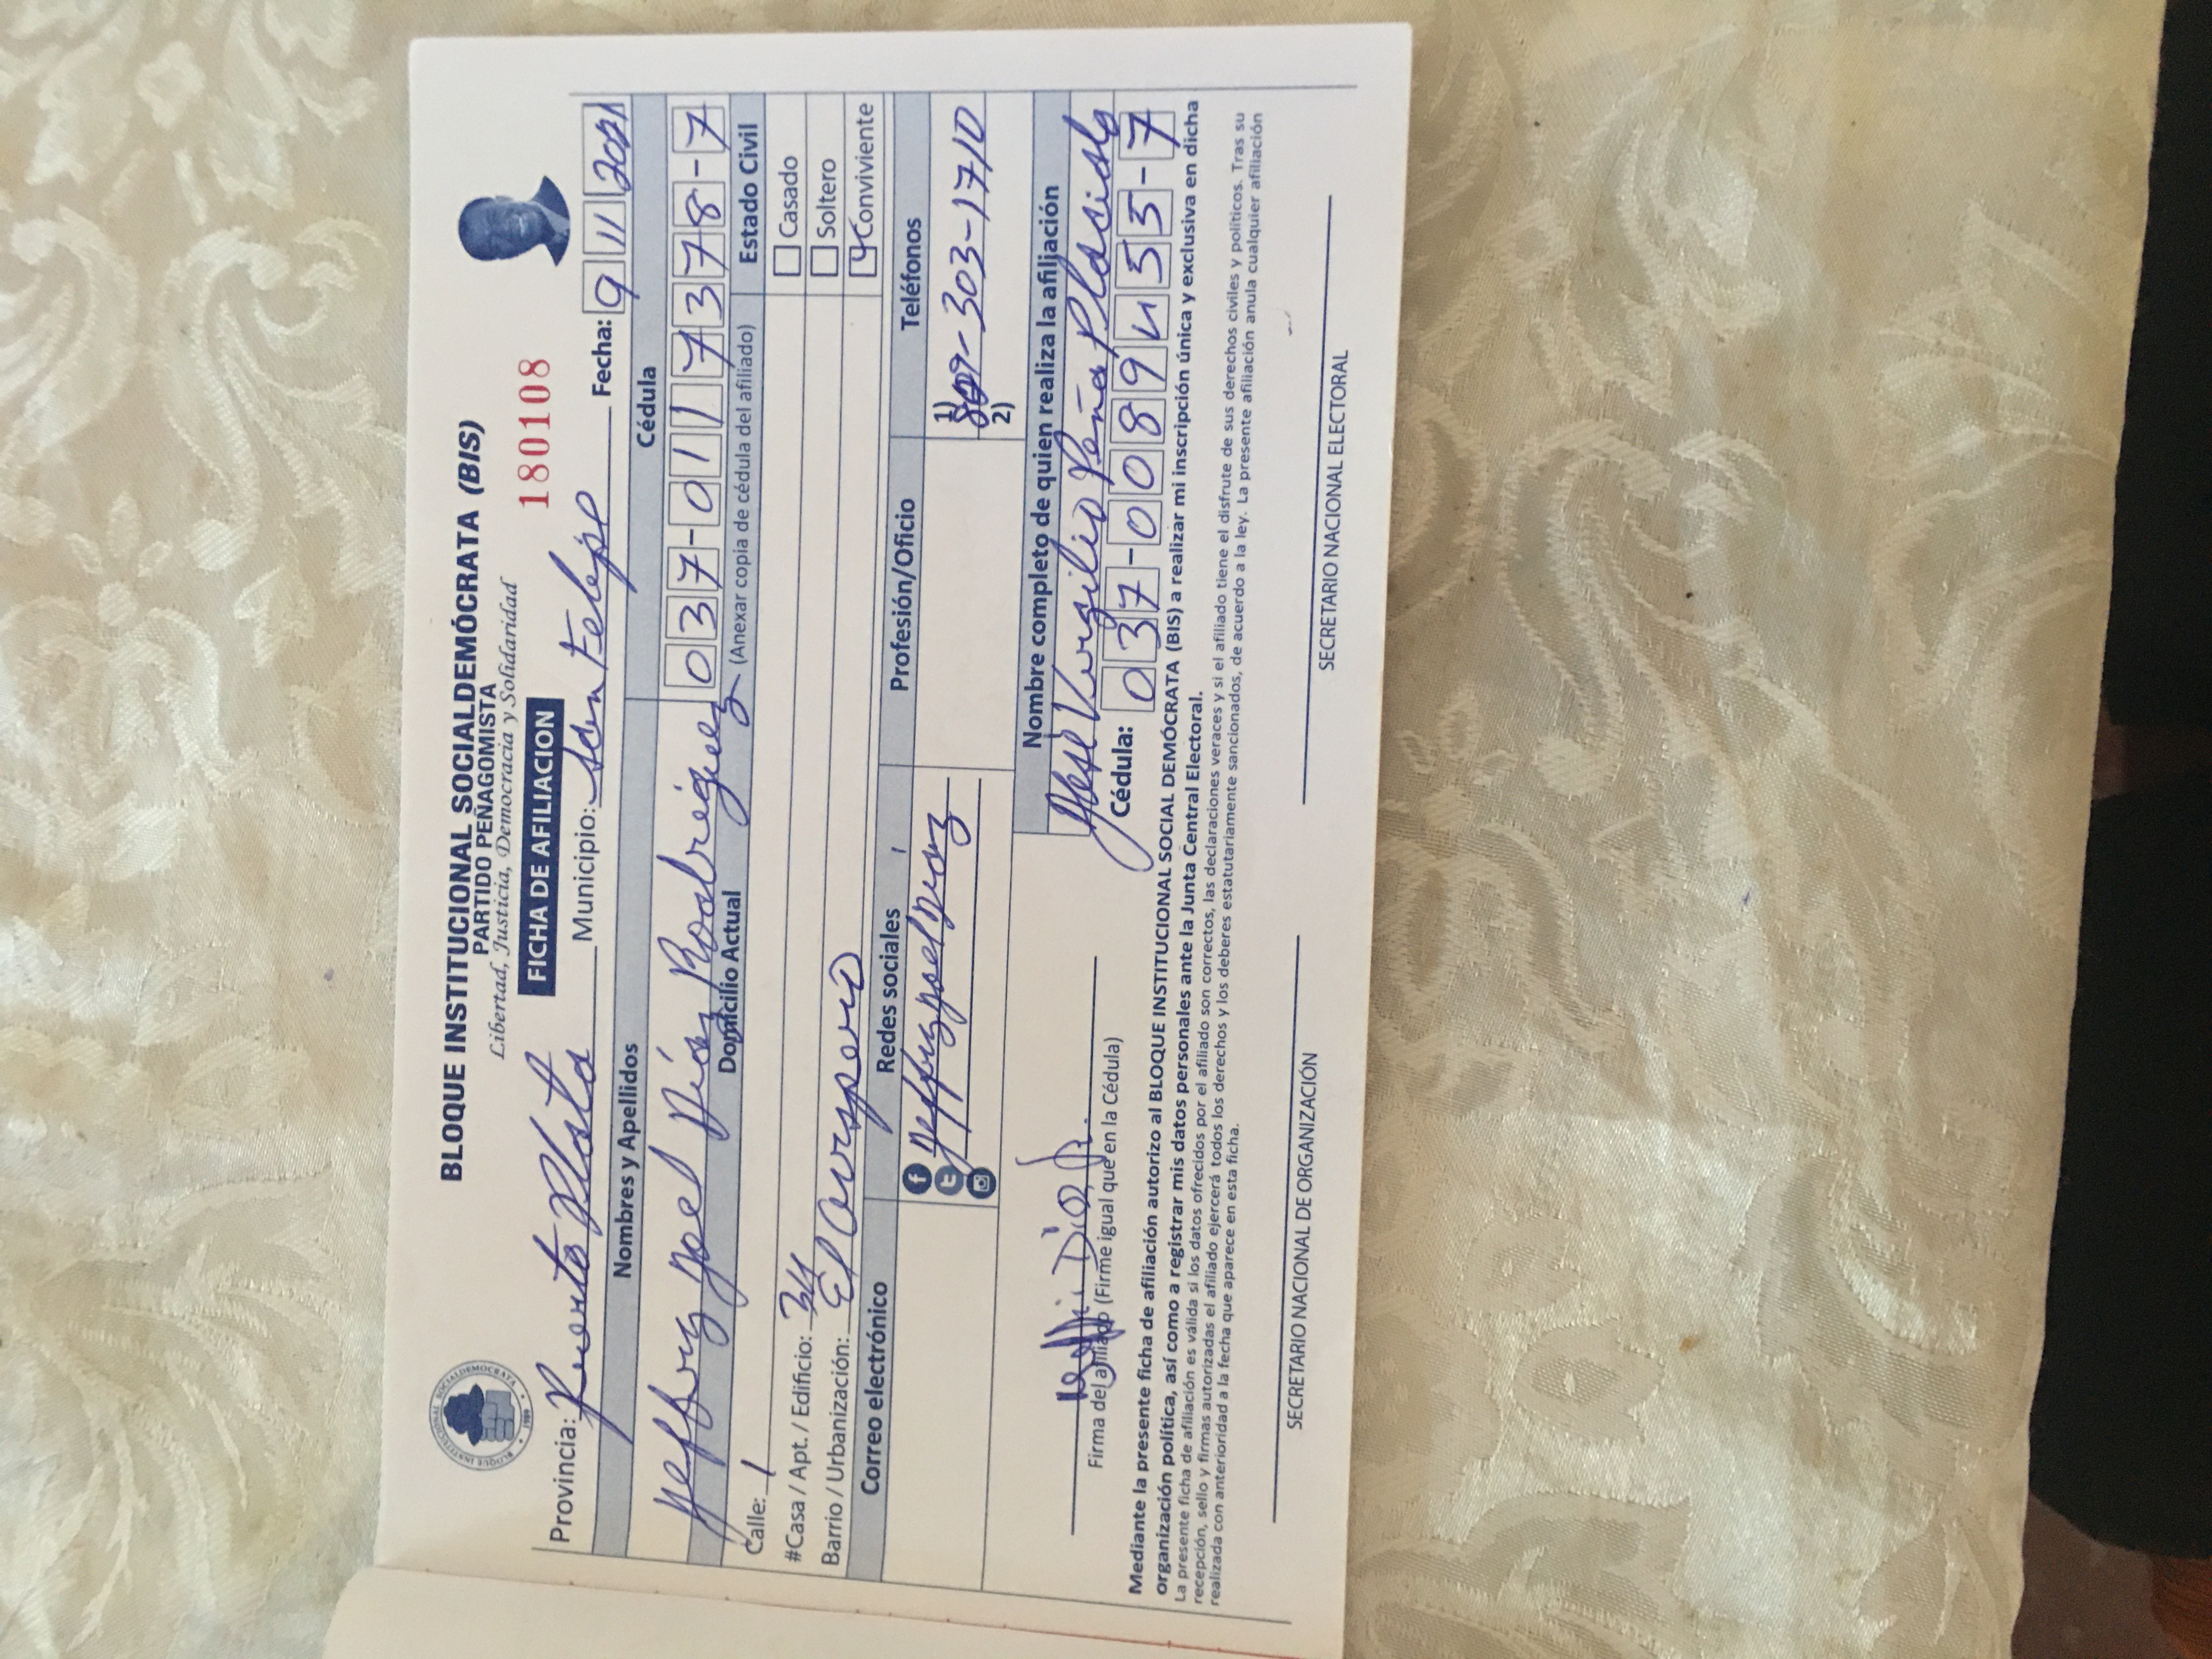 BLOQUE INSTITUCIONAL SOCIALDEMÓCRATA (BIS)
PARTIDO PEÑAGOMISTA
Libertad, Justicia, Democracia y Solidaridad
FICHA DE AFILIACION
180108
Provincia: Puerto Plata Municipio: San Felipe Fecha: 9 11 2021
Nombres y Apellidos Cédula
Yeffry Yoel Díaz Rodríguez 037-0117378-7
Domicilio Actual (Anexar copia de cédula del afiliado) Estado Civil
Calle: 1
Casado
#Casa / Apt. / Edificio: 34
Soltero
Barrio / Urbanización: El
Conviviente
Correo electrónico Redes sociales Profesión/Oficio Teléfonos
1) 809-303-1710
2)
Nombre completo de quien realiza la afiliación
José Virgilio Peña Placido
Cédula: 037-0089455-7
Firma del afiliado (Firme igual que en la Cédula)
Mediante la presente ficha de afiliación autorizo al BLOQUE INSTITUCIONAL SOCIAL DEMÓCRATA (BIS) a realizar mi inscripción única y exclusiva en dicha
organización política, así como a registrar mis datos personales ante la Junta Central Electoral.
La presente ficha de afiliación es válida si los datos ofrecidos por el afiliado son correctos, las declaraciones veraces y si el afiliado tiene el disfrute de sus derechos civiles y políticos. Tras su
recepción, sello y firmas autorizadas el afiliado ejercerá todos los derechos y los deberes estatutariamente sancionados, de acuerdo a la ley. La presente afiliación anula cualquier afiliación
realizada con anterioridad a la fecha que aparece en esta ficha.
SECRETARIO NACIONAL DE ORGANIZACIÓN SECRETARIO NACIONAL ELECTORAL